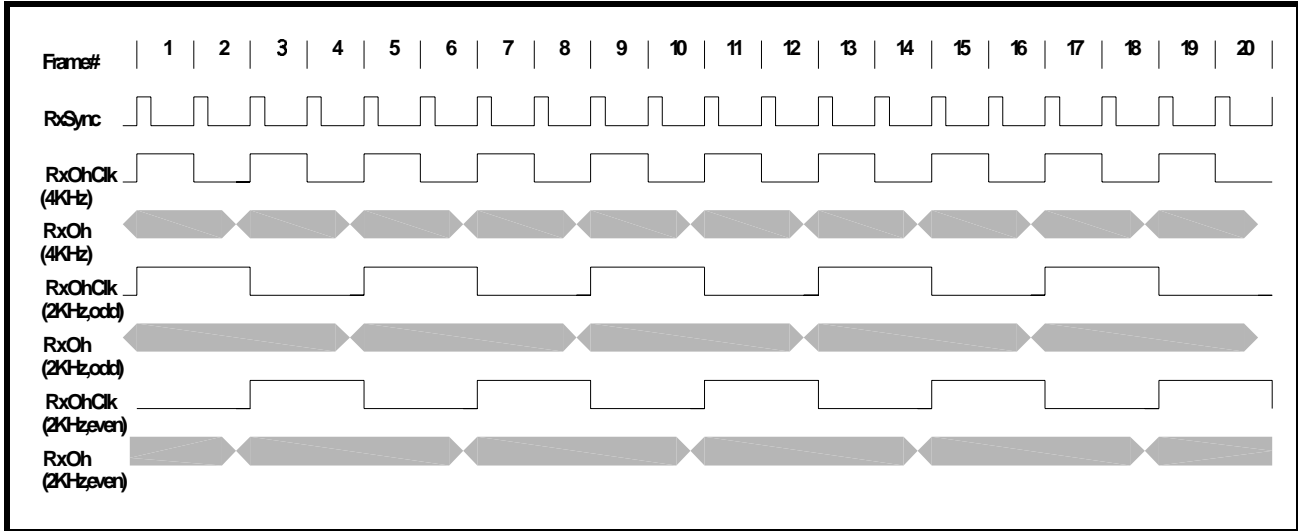 Frame# 1 2 3 4 5 6 7 8 9 10 11 12 13 14 15 16 17 18 19 20
RxSync
RxOhClk
(4KHz)
RxOh
(4KHz)
RxOhClk
(2KHz,odd)
RxOh
(2KHz,odd)
RxOhClk
(2KHz,even)
RxOh
(2KHz,even)